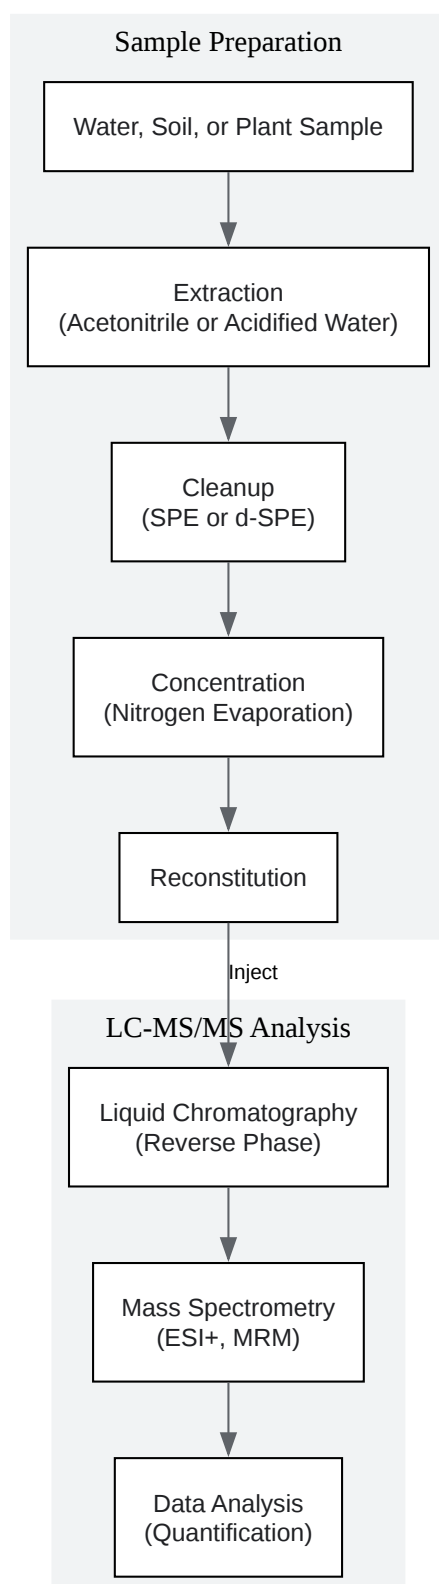 Sample Preparation
Water, Soil, or Plant Sample
Extraction
(Acetonitrile or Acidified Water)
Cleanup
(SPE or d-SPE)
Concentration
(Nitrogen Evaporation)
Reconstitution
Inject
LC-MS/MS Analysis
Liquid Chromatography
(Reverse Phase)
Mass Spectrometry
(ESI+, MRM)
Data Analysis
(Quantification)